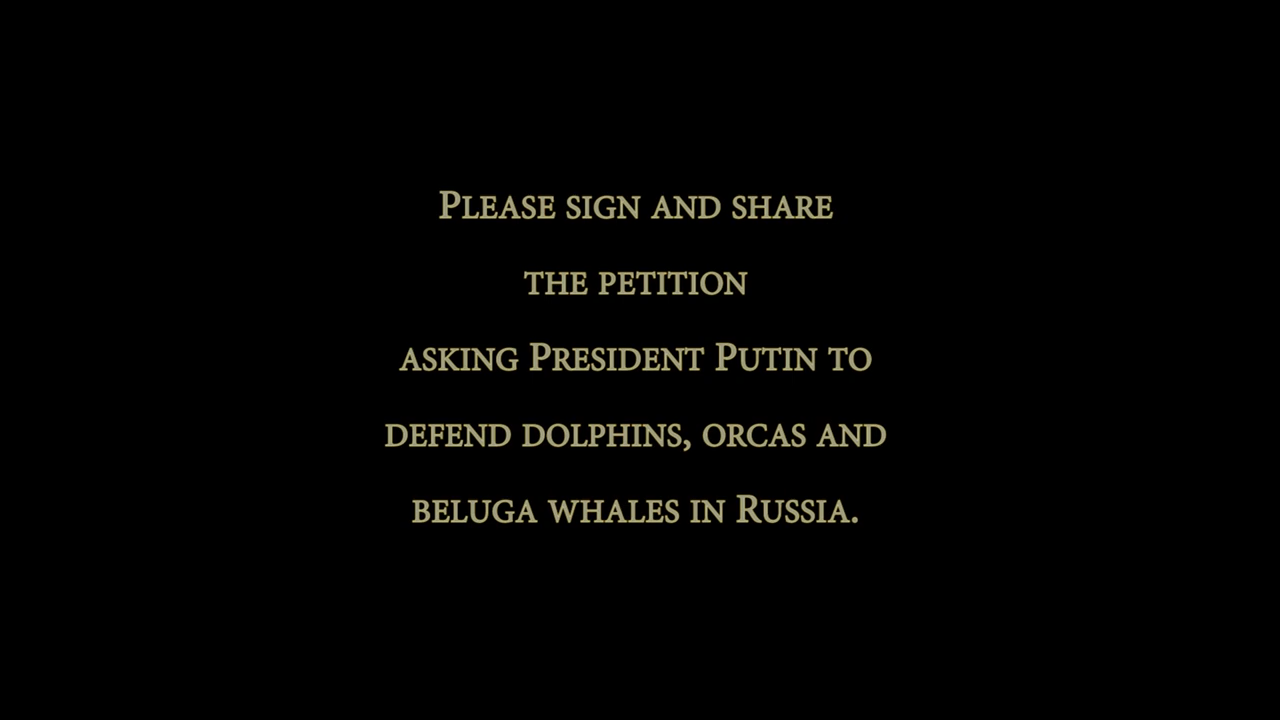 Please sign and share
the petition
asking President Putin to
defend dolphins, orcas and
beluga whales in Russia.